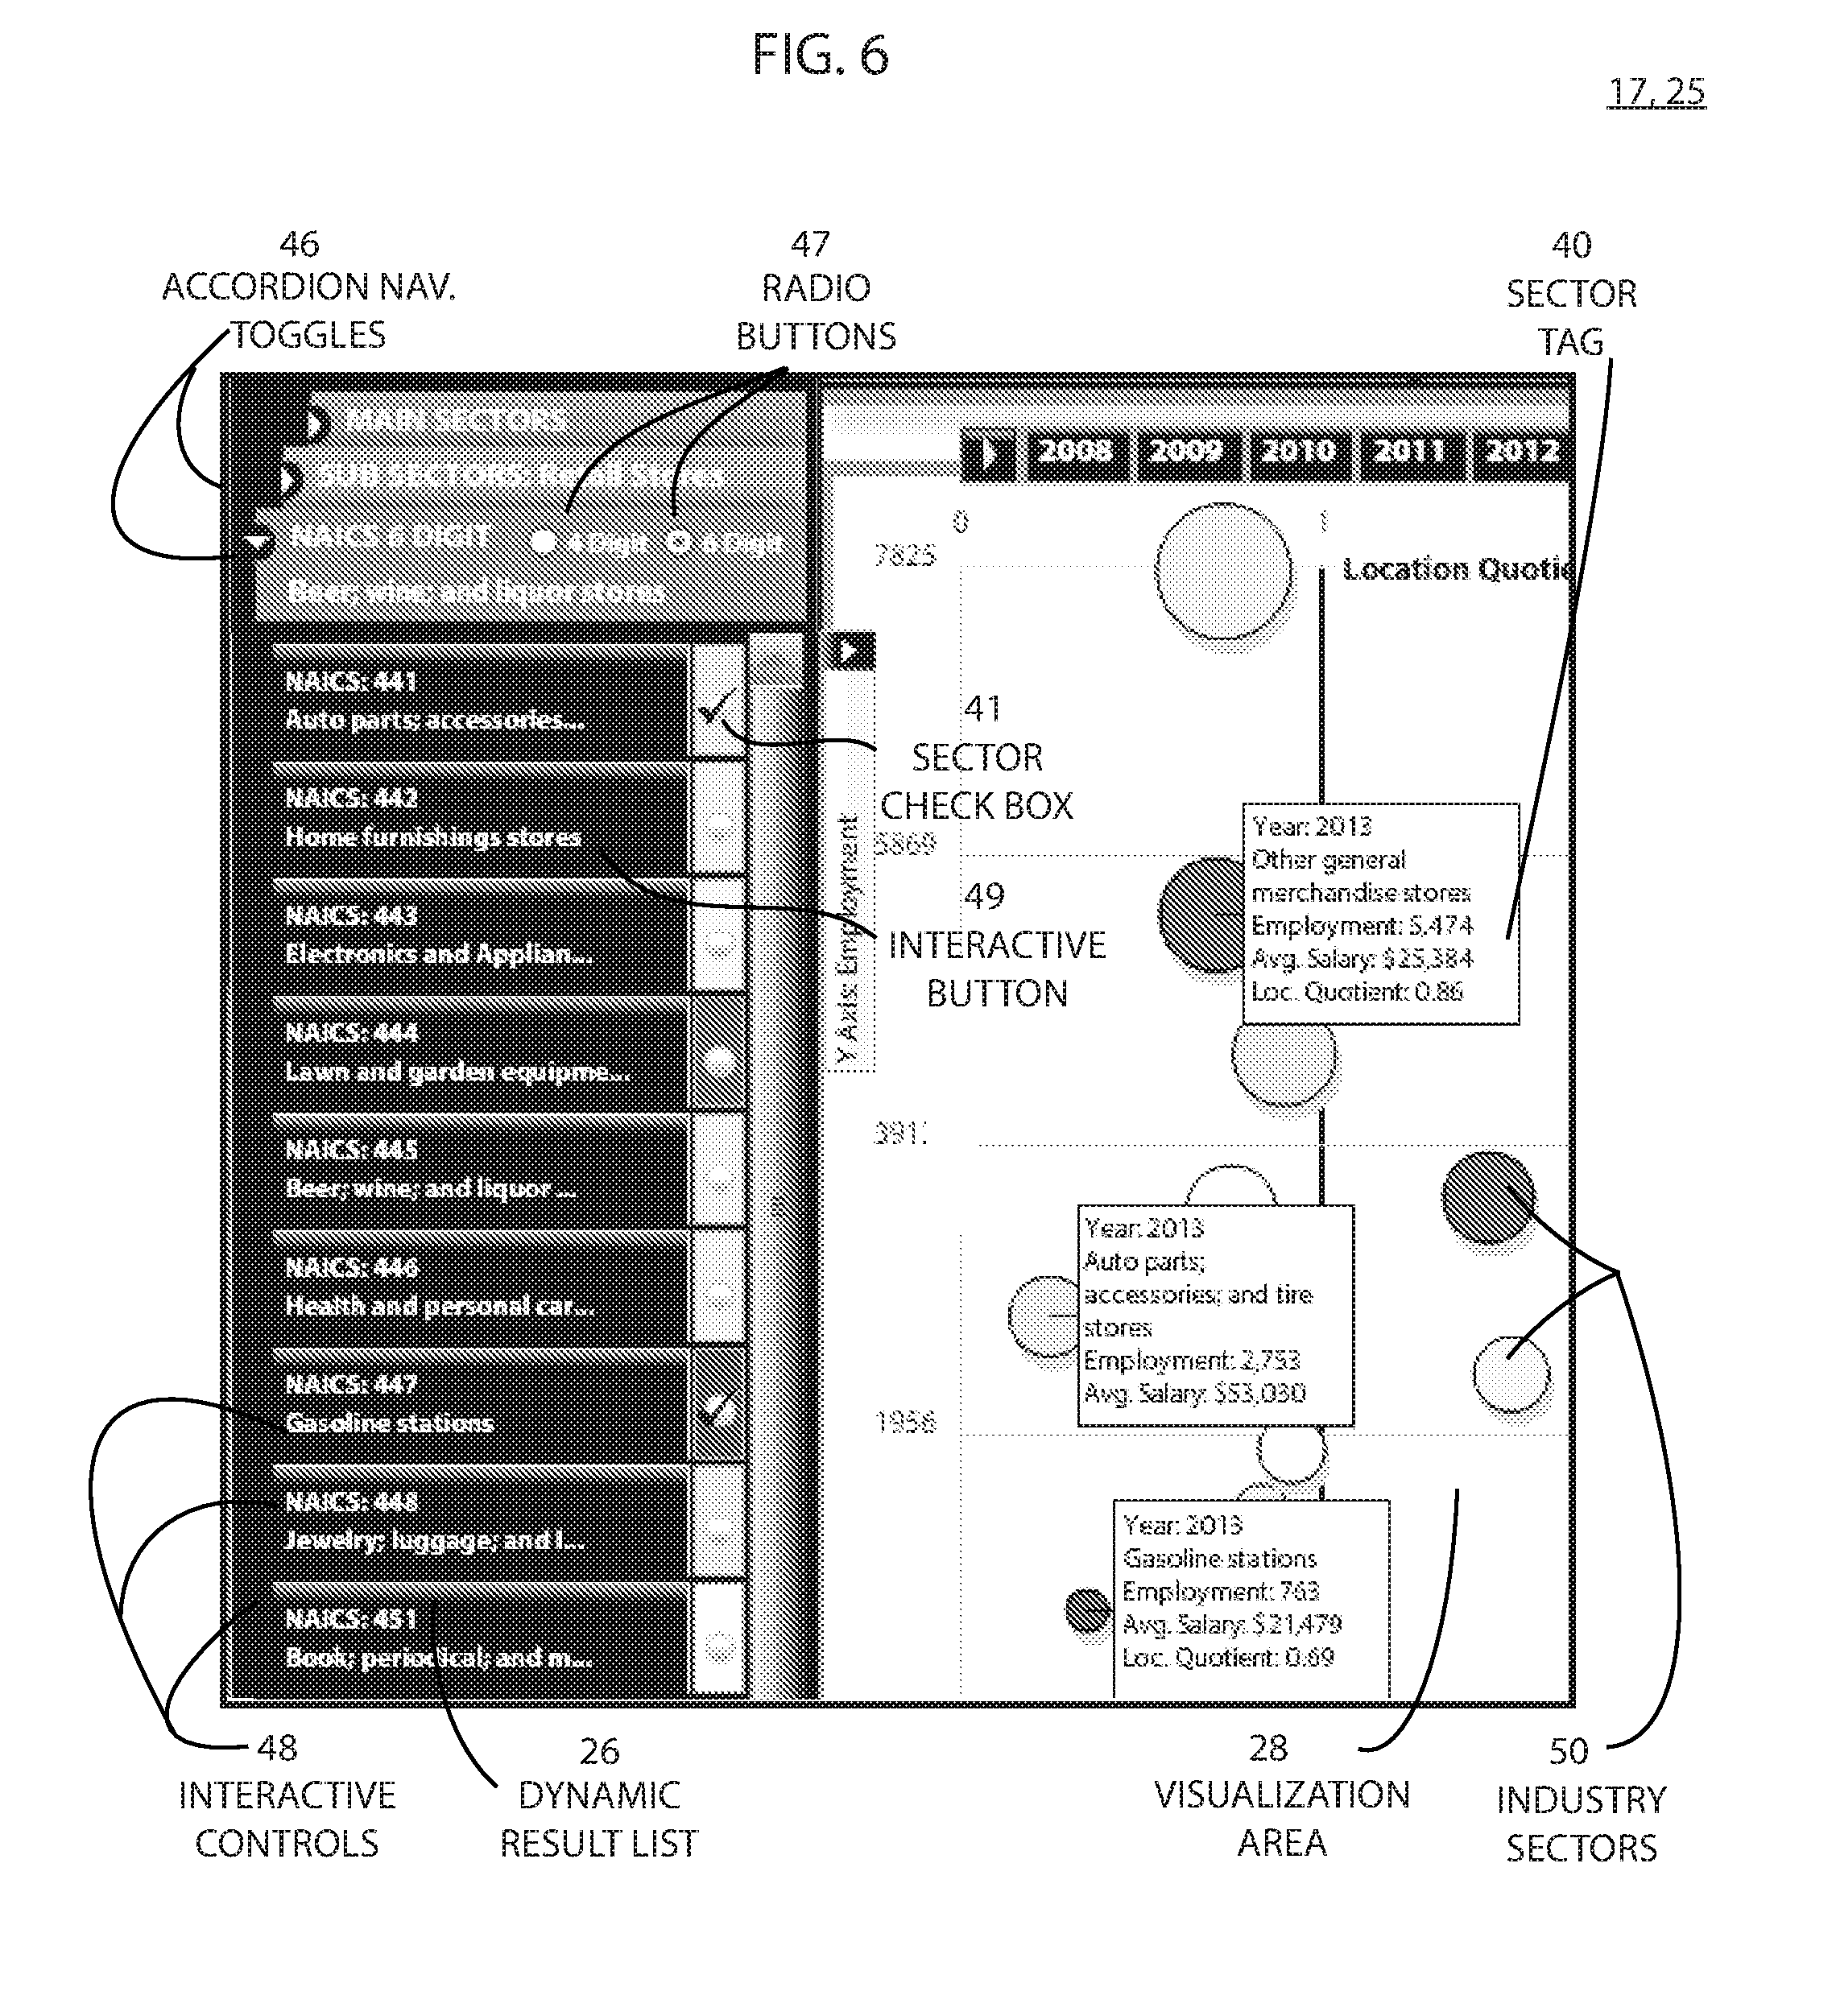 FIG. 6
17, 25
46
ACCORDION NAV.
TOGGLES
47
RADIO
BUTTONS
40
SECTOR
TAG
MAIN SECTORS
SUB SECTORS: Retail Stores
NAICS 6 DIGIT
4 Digit
6 Digit
Beer; wine; and liquor stores
2008
2009
2010
2011
2012
0
1
7825
Location Quotie
NAICS: 441
Auto parts; accessories...
NAICS: 442
Home furnishings stores
NAICS: 443
Electronics and Applian...
NAICS: 444
Lawn and garden equipme...
NAICS: 445
Beer; wine; and liquor ...
NAICS: 446
Health and personal car...
NAICS: 447
Gasoline stations
NAICS: 448
Jewelry; luggage; and l...
NAICS: 451
Book; periodical; and m...
41
SECTOR
CHECK BOX
5869
Y Axis: Employment
49
INTERACTIVE
BUTTON
Year: 2013
Other general
merchandise stores
Employment: 5,474
Avg. Salary: $25,384
Loc. Quotient: 0.86
Year: 2013
Auto parts;
accessories; and tire
stores
Employment: 2,753
Avg. Salary: $53,030
1956
Year: 2013
Gasoline stations
Employment: 763
Avg. Salary: $21,479
Loc. Quotient: 0.69
48
INTERACTIVE
CONTROLS
26
DYNAMIC
RESULT LIST
28
VISUALIZATION
AREA
50
INDUSTRY
SECTORS